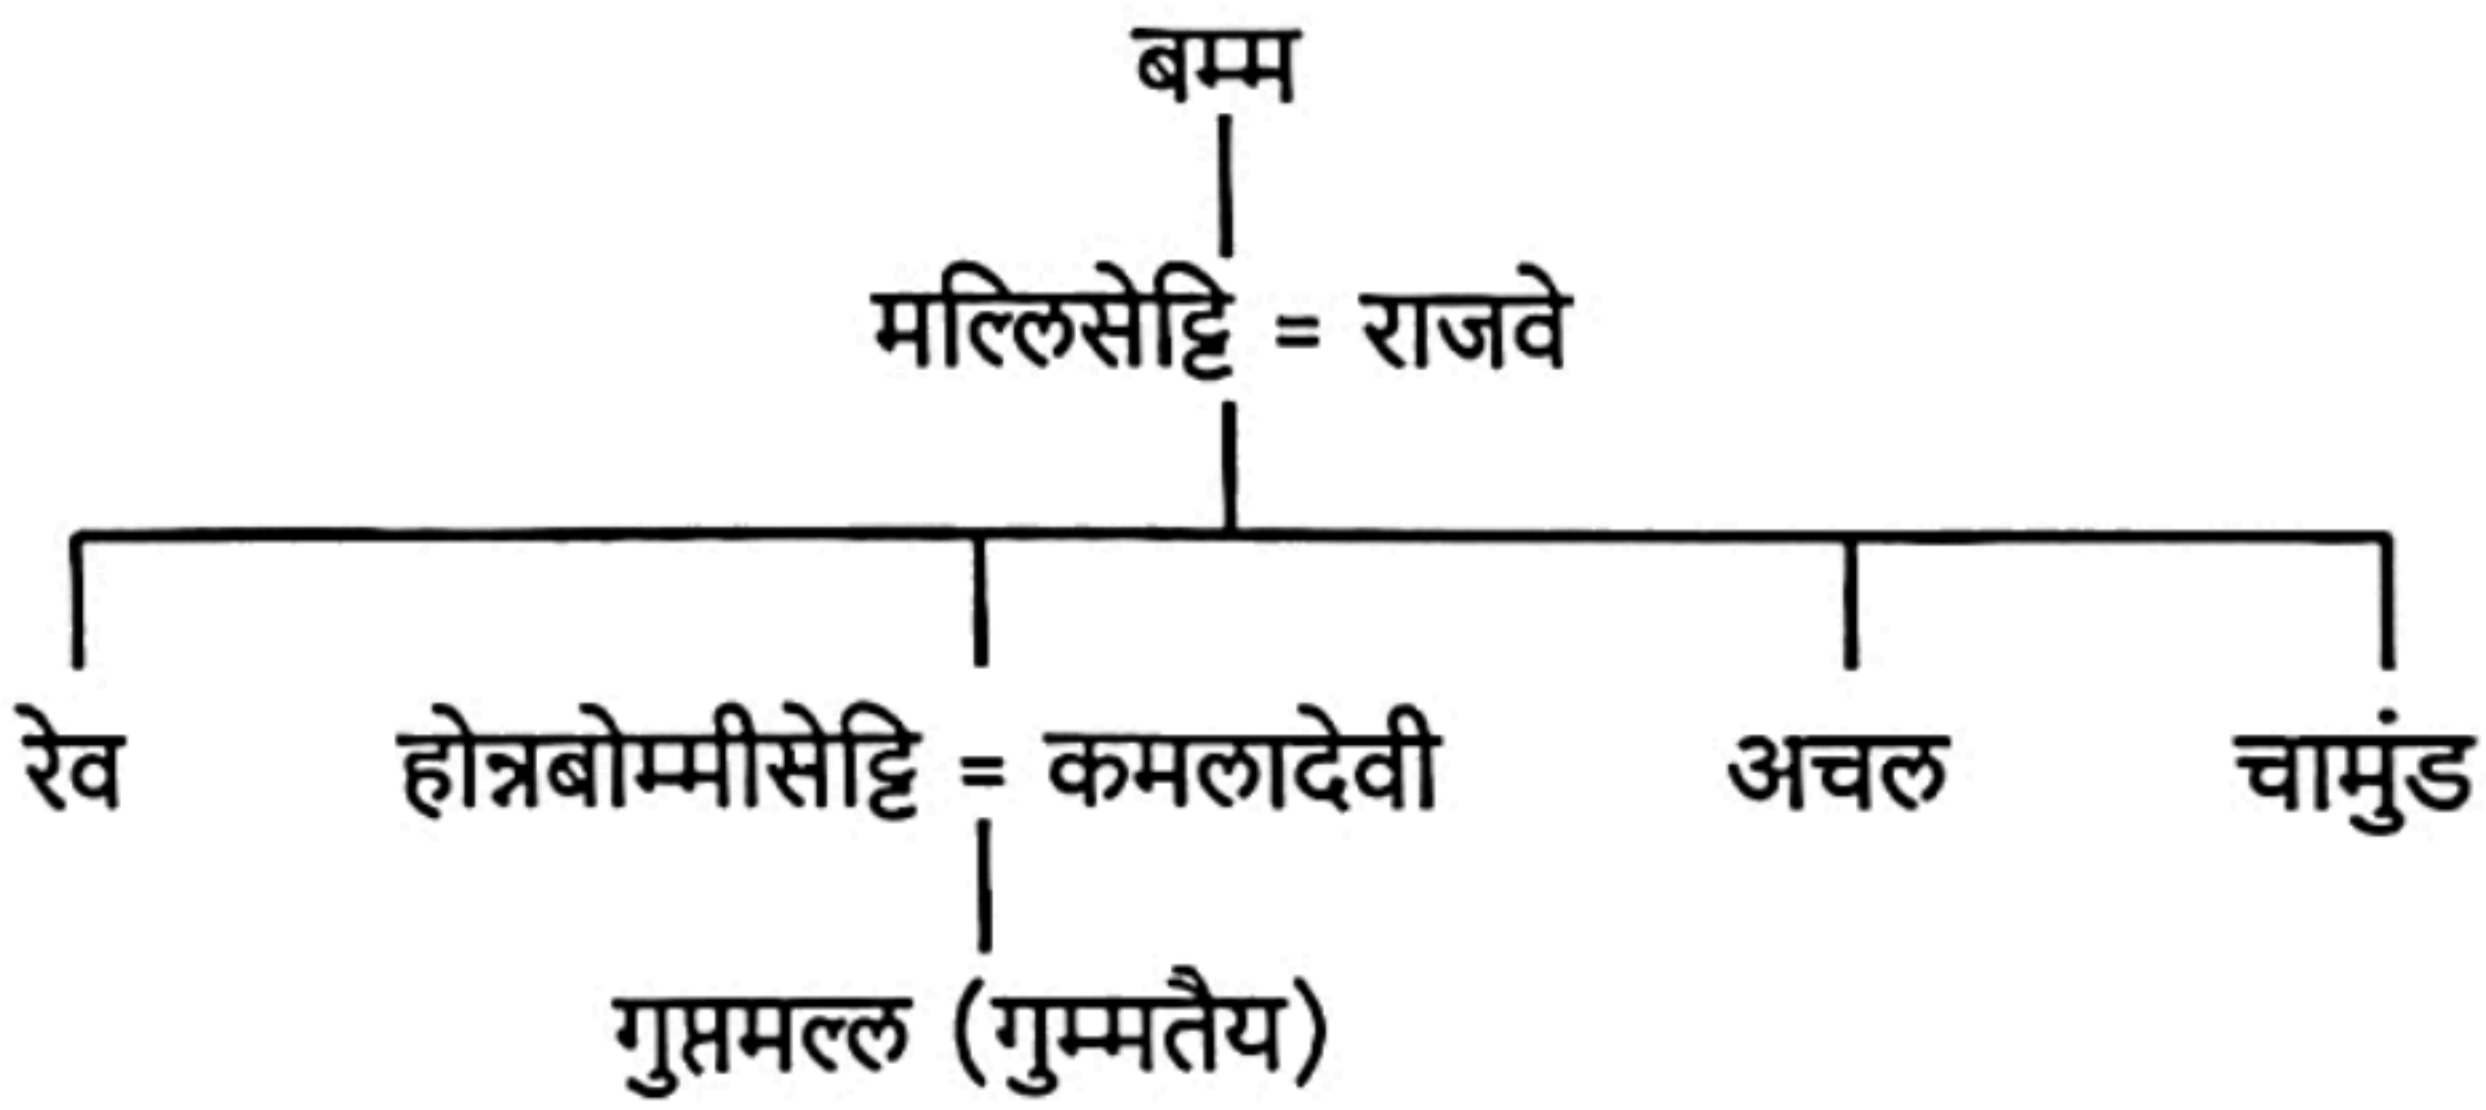 बम्म
मल्लिसेट्टि = राजवे
रेव होन्नबोम्मीसेट्टि = कमलादेवी अचल चामुंड
गुप्तमल्ल (गुम्मतैय)